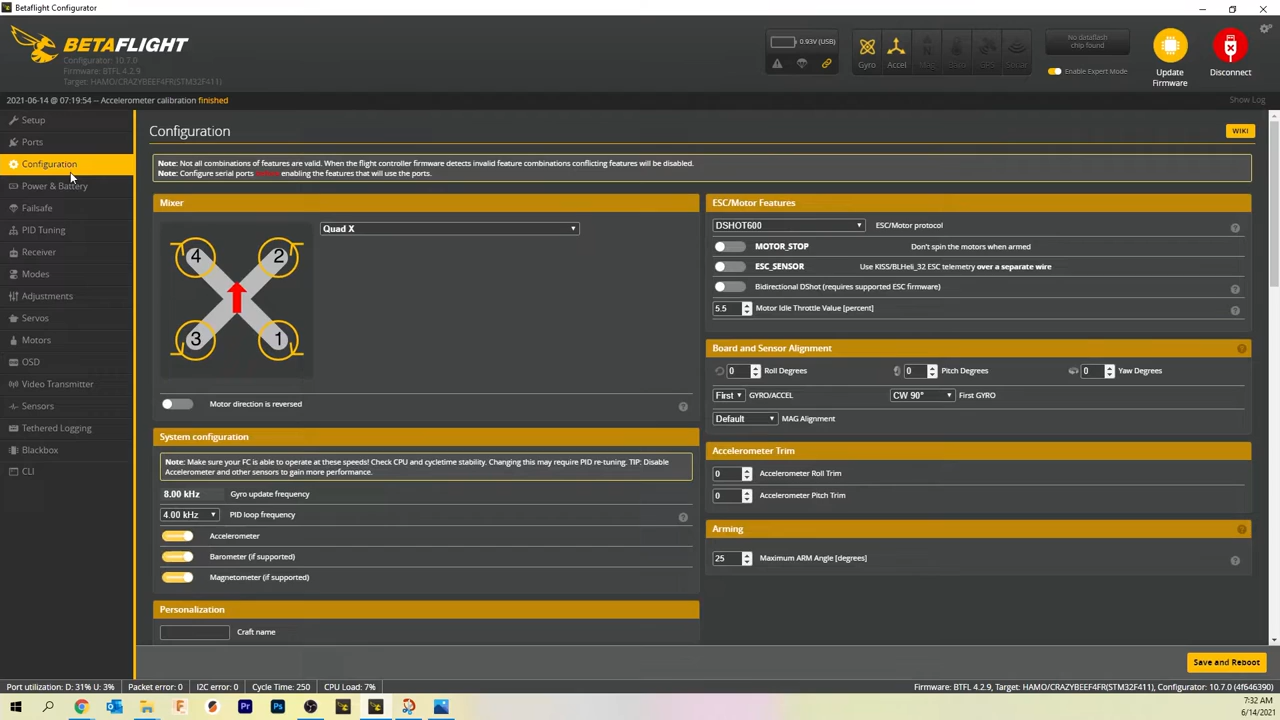 Betaflight Configurator
BETAFLIGHT
Configurator: 10.7.0
Firmware: BTFL 4.2.9
Target: HAMO/CRAZYBEEF4FR(STM32F411)
0.93V (USB)
Gyro
Accel
Mag
Baro
GPS
Sonar
No dataflash
chip found
Enable Expert Mode
Update
Firmware
Disconnect
2021-06-14 @ 07:19:54 -- Accelerometer calibration finished
Show Log
Setup
Ports
Configuration
Power & Battery
Failsafe
PID Tuning
Receiver
Modes
Adjustments
Servos
Motors
OSD
Video Transmitter
Sensors
Tethered Logging
Blackbox
CLI
Configuration
WIKI
Note: Not all combinations of features are valid. When the flight controller firmware detects invalid feature combinations conflicting features will be disabled.
Note: Configure serial ports enabling the features that will use the ports.
Mixer
Quad X
4
2
3
1
Motor direction is reversed
System configuration
Note: Make sure your FC is able to operate at these speeds! Check CPU and cycletime stability. Changing this may require PID re-tuning. TIP: Disable
Accelerometer and other sensors to gain more performance.
8.00 kHz Gyro update frequency
4.00 kHz PID loop frequency
Accelerometer
Barometer (if supported)
Magnetometer (if supported)
Personalization
Craft name
ESC/Motor Features
DSHOT600 ESC/Motor protocol
MOTOR_STOP Don't spin the motors when armed
ESC_SENSOR Use KISS/BLHeli_32 ESC telemetry over a separate wire
Bidirectional DShot (requires supported ESC firmware)
5.5 Motor Idle Throttle Value [percent]
Board and Sensor Alignment
0 Roll Degrees 0 Pitch Degrees 0 Yaw Degrees
First GYRO/ACCEL CW 90° First GYRO
Default MAG Alignment
Accelerometer Trim
0 Accelerometer Roll Trim
0 Accelerometer Pitch Trim
Arming
25 Maximum ARM Angle [degrees]
Save and Reboot
Port utilization: D: 31% U: 3% Packet error: 0 I2C error: 0 Cycle Time: 250 CPU Load: 7% Firmware: BTFL 4.2.9, Target: HAMO/CRAZYBEEF4FR(STM32F411), Configurator: 10.7.0 (4f646390)
Pr
Ps
7:32 AM
6/14/2021